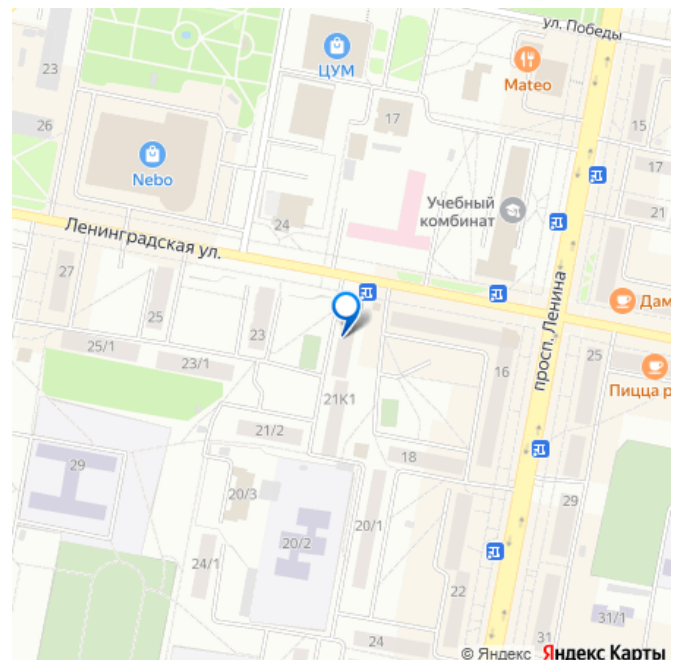 ул. Победы
ЦУМ
Mateo
23
17
15
26
Nebo
17
Учебный
комбинат
21
24
Ленинградская ул.
27
25
23
просп. Ленина
Дам
25/1
23/1
16
25
Пицца р
21К1
21/2
18
29
20/3
20/1
29
20/2
24/1
22
31/1
24
31
© Яндекс Яндекс Карты